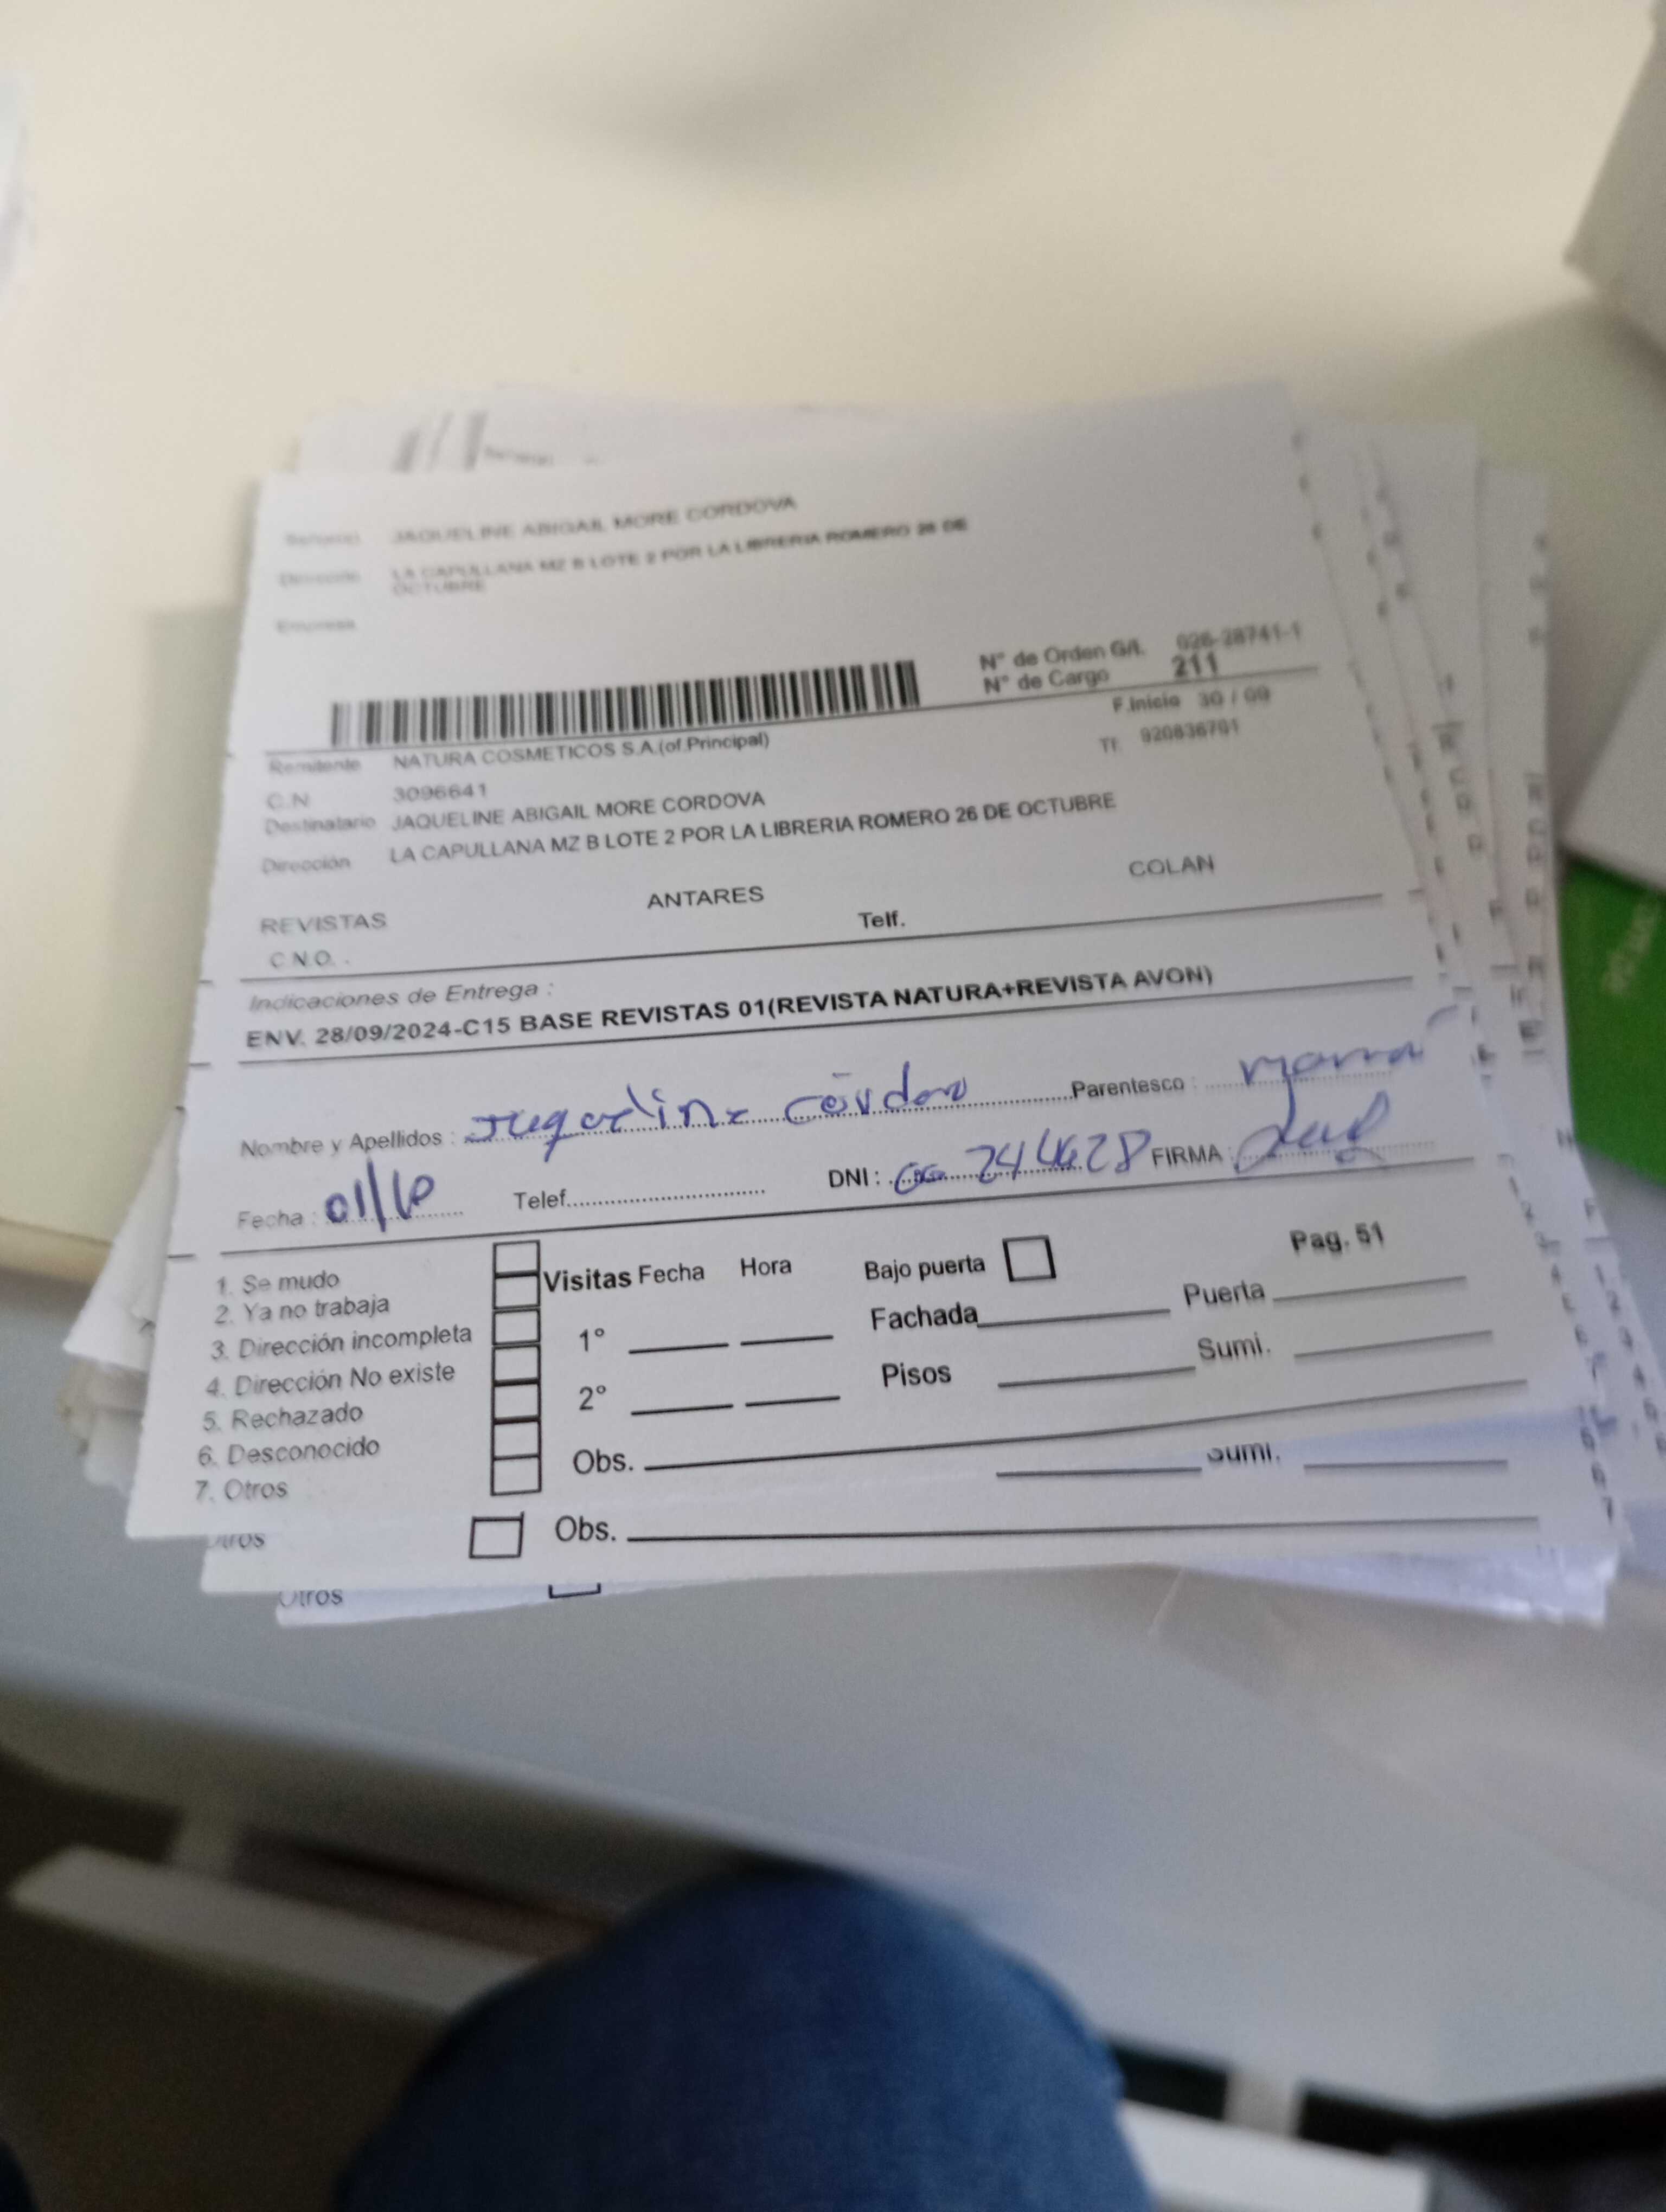 Señor(a) JAQUELINE ABIGAIL MORE CORDOVA
Dirección LA CAPULLANA MZ B LOTE 2 POR LA LIBRERIA ROMERO 26 DE
OCTUBRE
Empresa
N° de Orden G/I. 026-28741-1
N° de Cargo 211
F.Inicio 30 / 09
Remitente NATURA COSMETICOS S.A.(of.Principal)
Tf. 920836701
C.N 3096641
Destinatario JAQUELINE ABIGAIL MORE CORDOVA
Dirección LA CAPULLANA MZ B LOTE 2 POR LA LIBRERIA ROMERO 26 DE OCTUBRE
REVISTAS ANTARES COLAN
C.N.O. . Telf.
Indicaciones de Entrega :
ENV. 28/09/2024-C15 BASE REVISTAS 01(REVISTA NATURA+REVISTA AVON)
Nombre y Apellidos : Parentesco :
Fecha : 01/10 Telef. DNI : FIRMA :
1. Se mudo
2. Ya no trabaja
3. Dirección incompleta
4. Dirección No existe
5. Rechazado
6. Desconocido
7. Otros
Visitas Fecha Hora
1°
2°
Obs.
Bajo puerta
Pag. 51
Fachada Puerta
Pisos Sumi.
Sumi.
Otros Obs.
Otros